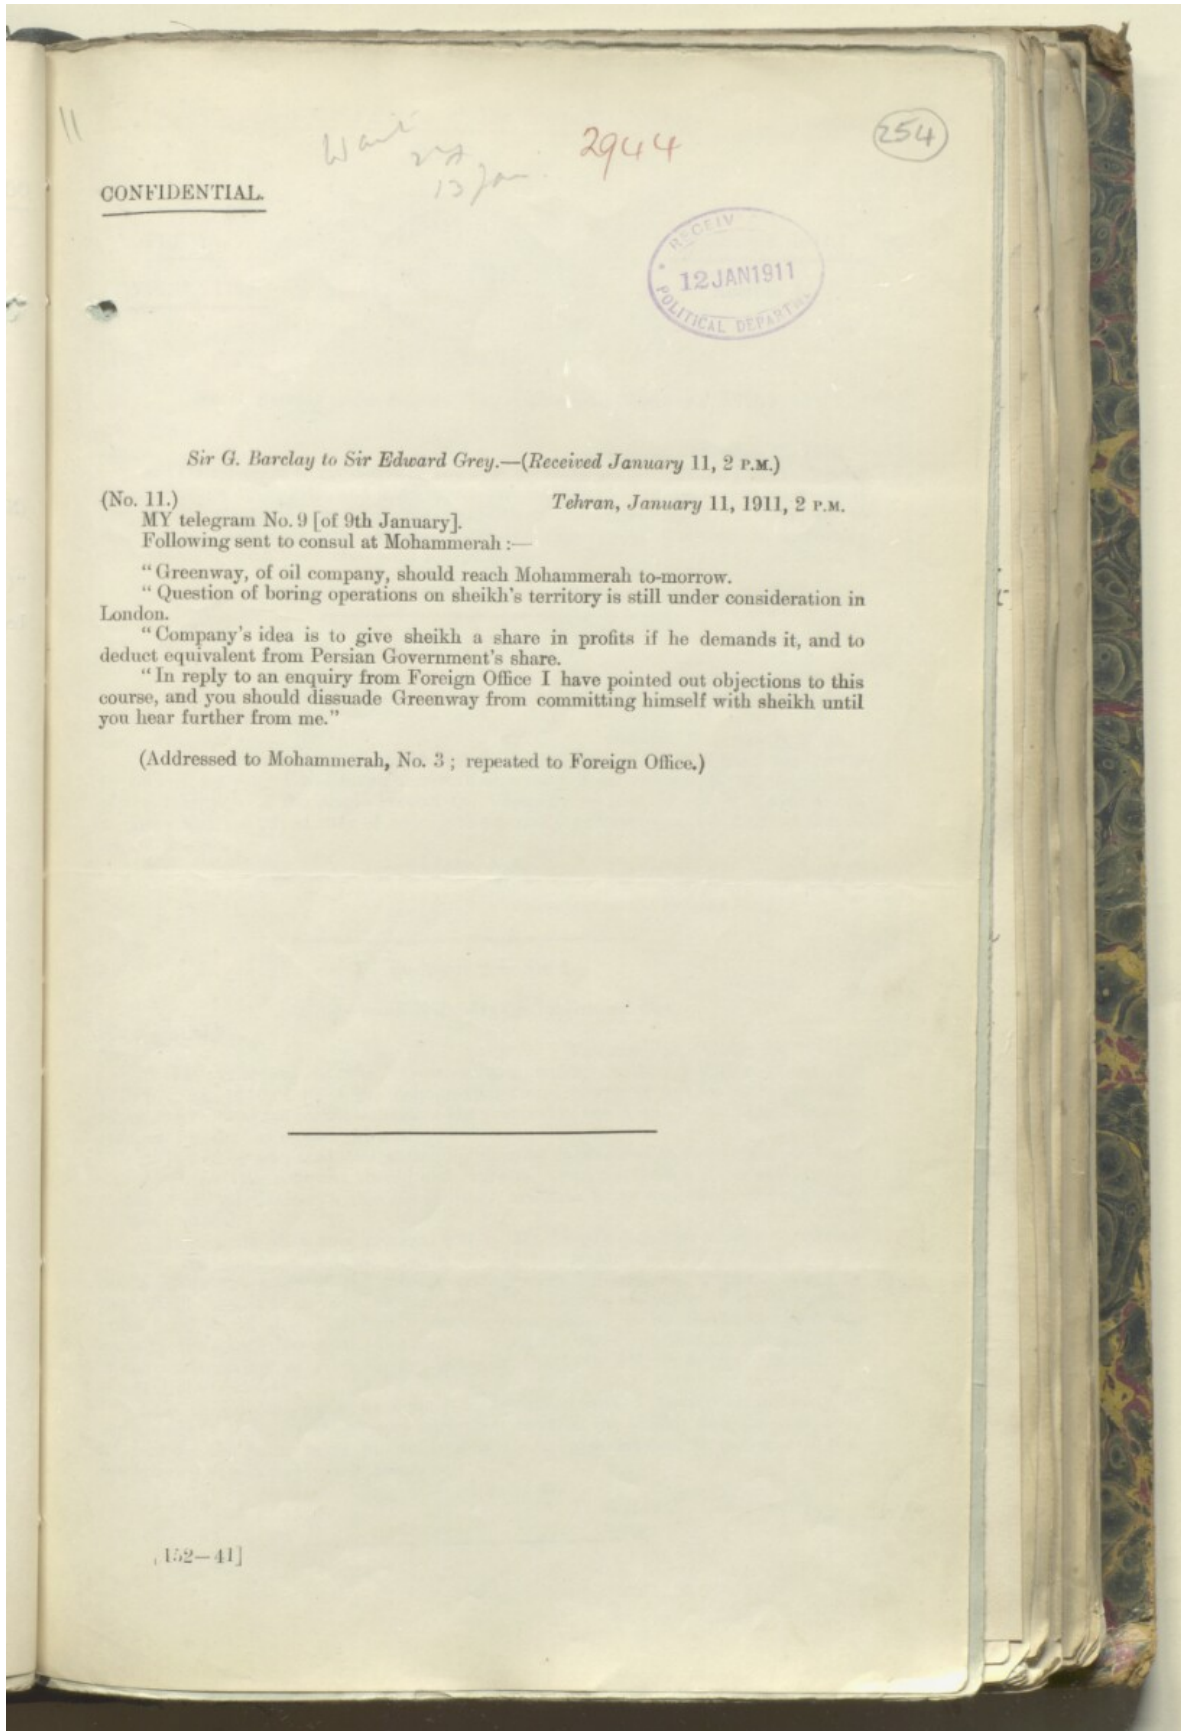 11
Wait
13 Jan.
2944
254
CONFIDENTIAL.
RECEIV
12 JAN 1911
POLITICAL DEPARTM
Sir G. Barclay to Sir Edward Grey.—(Received January 11, 2 P.M.)
(No. 11.) Tehran, January 11, 1911, 2 P.M.
MY telegram No. 9 [of 9th January].
Following sent to consul at Mohammerah :—
“Greenway, of oil company, should reach Mohammerah to-morrow.
“Question of boring operations on sheikh's territory is still under consideration in
London.
“Company's idea is to give sheikh a share in profits if he demands it, and to
deduct equivalent from Persian Government's share.
“In reply to an enquiry from Foreign Office I have pointed out objections to this
course, and you should dissuade Greenway from committing himself with sheikh until
you hear further from me.”
(Addressed to Mohammerah, No. 3 ; repeated to Foreign Office.)
152—41]